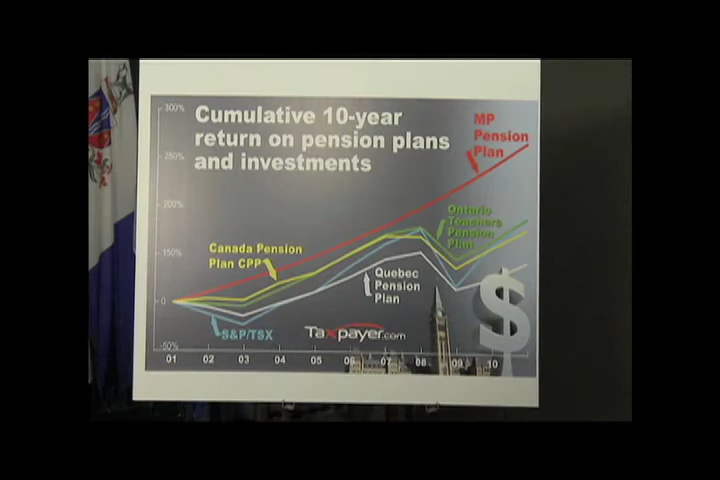 300%
Cumulative 10-year
return on pension plans
and investments
MP
Pension
Plan
250%
200%
Ontario
Teachers
Pension
Plan
150%
Canada Pension
Plan CPP
Quebec
Pension
Plan
0
S&P/TSX
Taxpayer.com
$
-50%
01 02 03 04 05 06 07 08 09 10